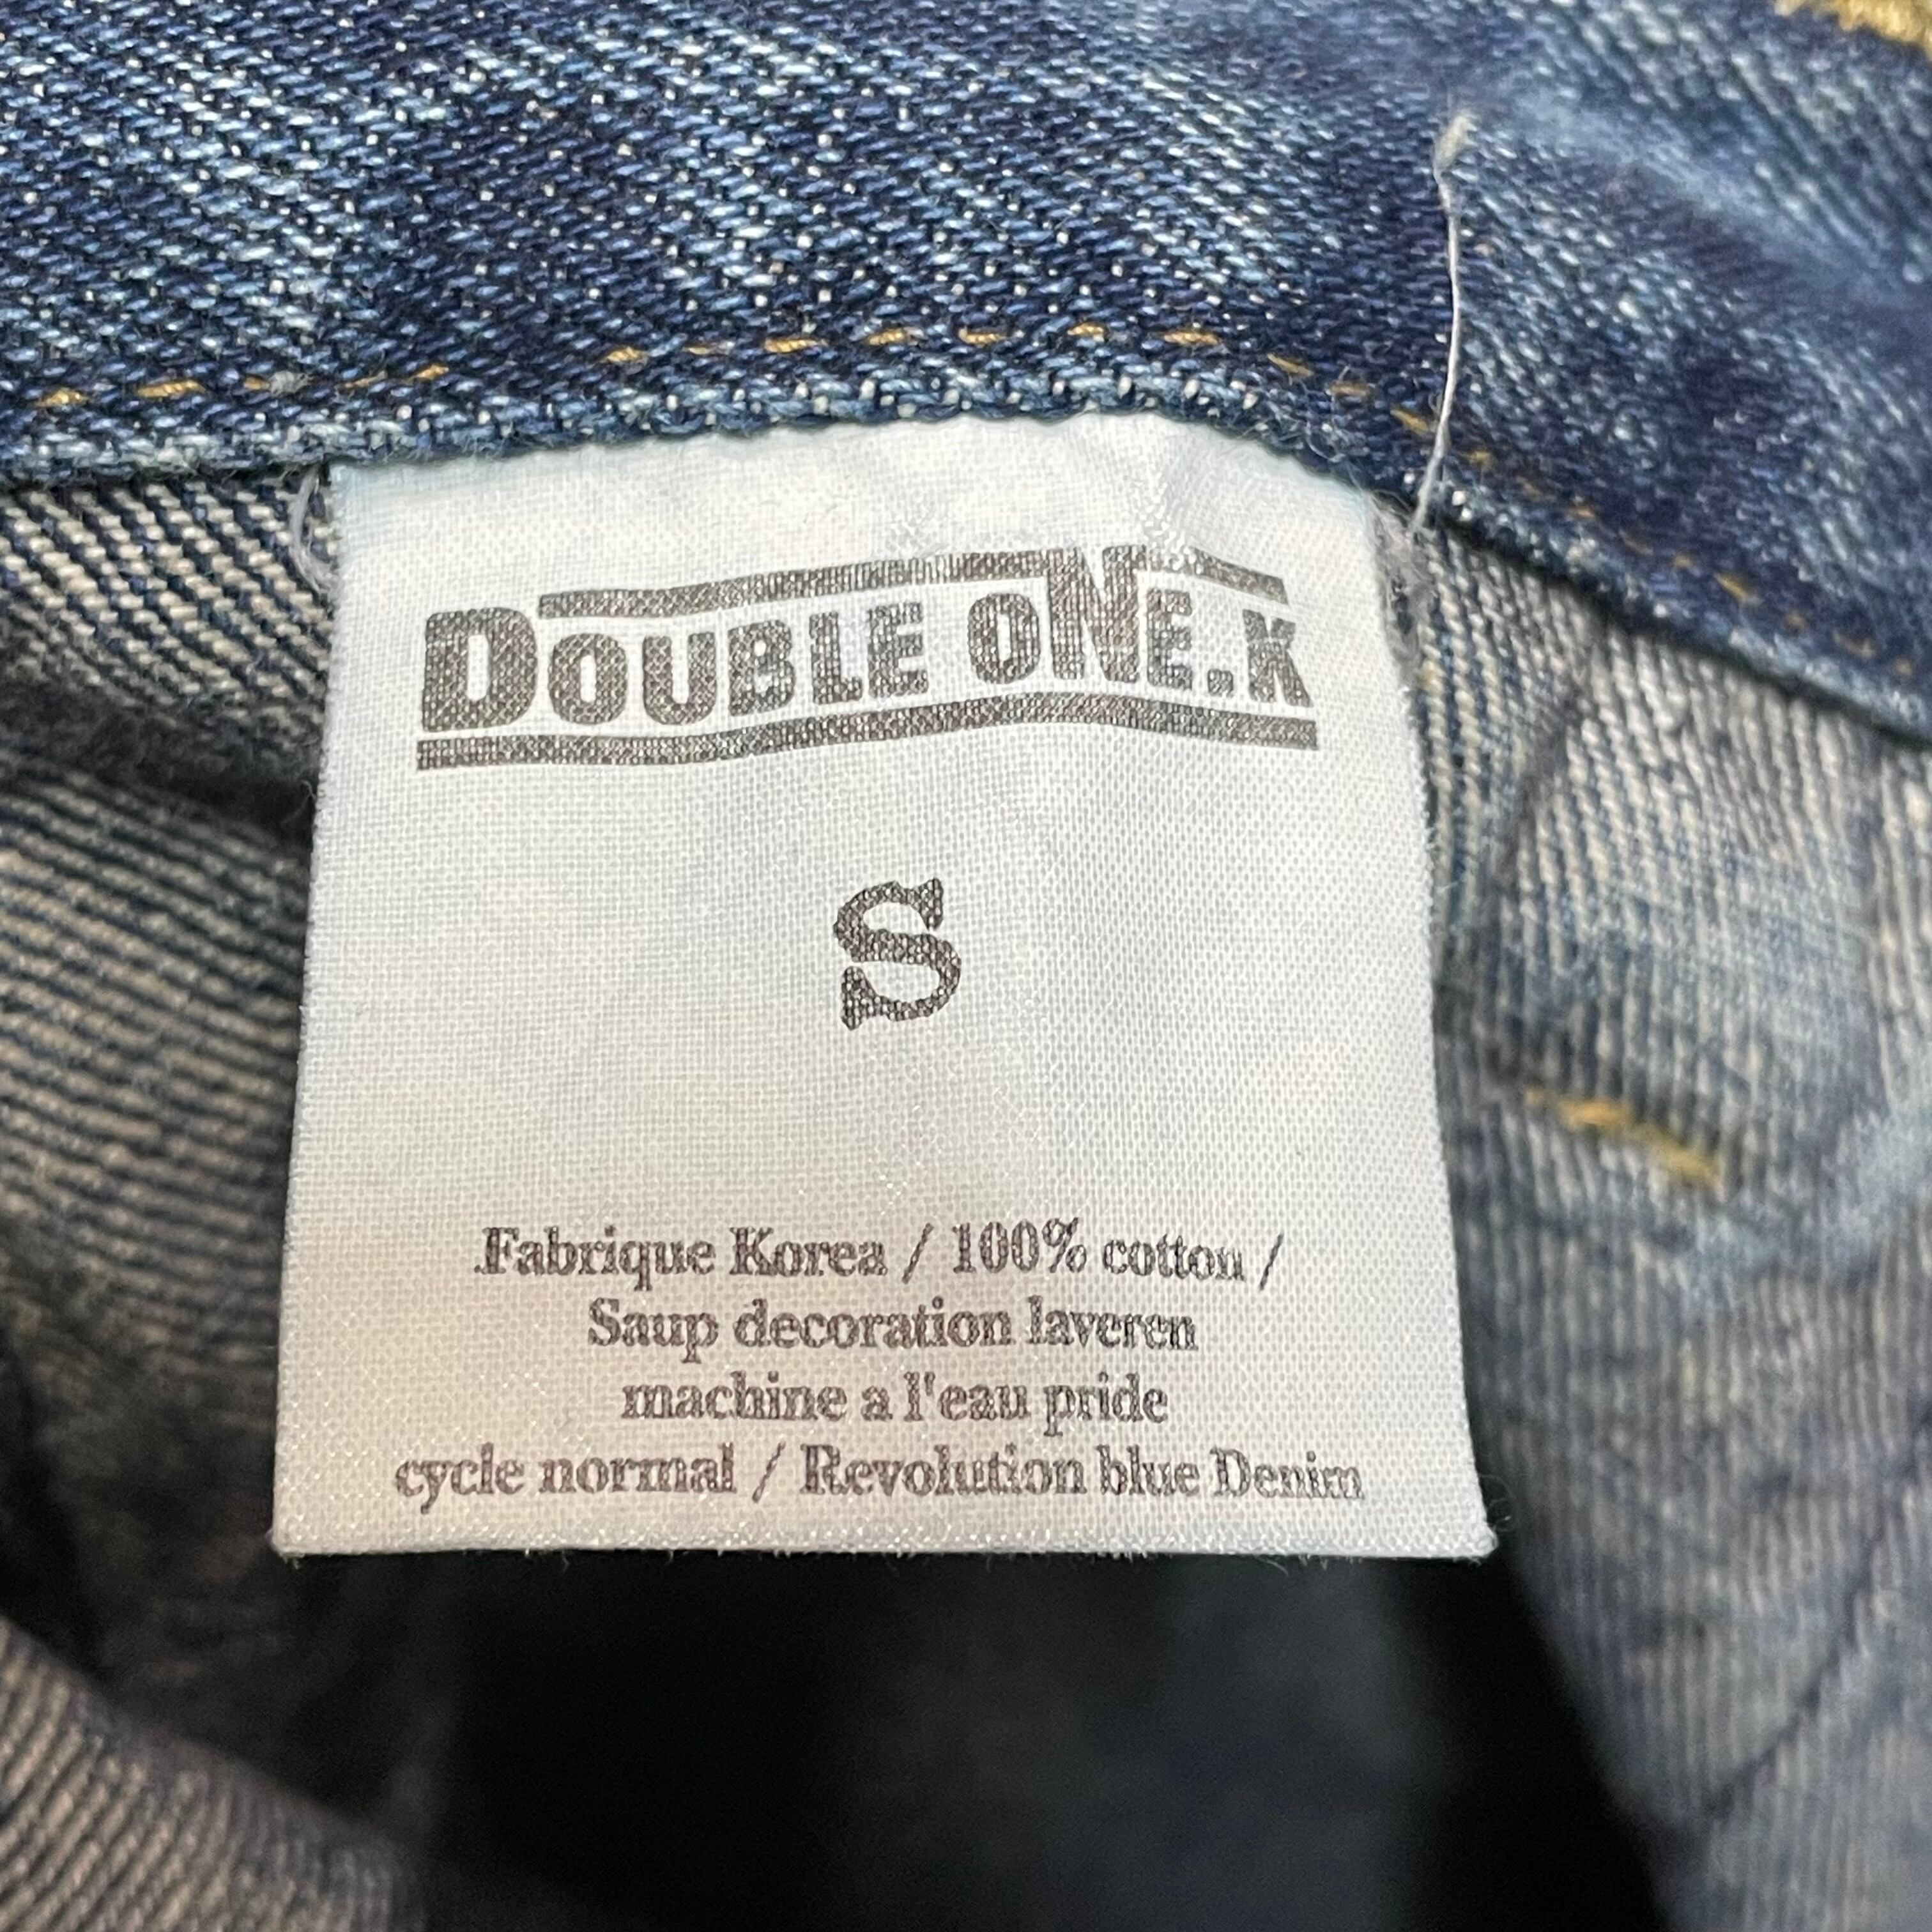 DOUBLE ONE.K
S
Fabrique Korea / 100% cotton /
Saup decoration laveren
machine a l'eau pride
cycle normal / Revolution blue Denim